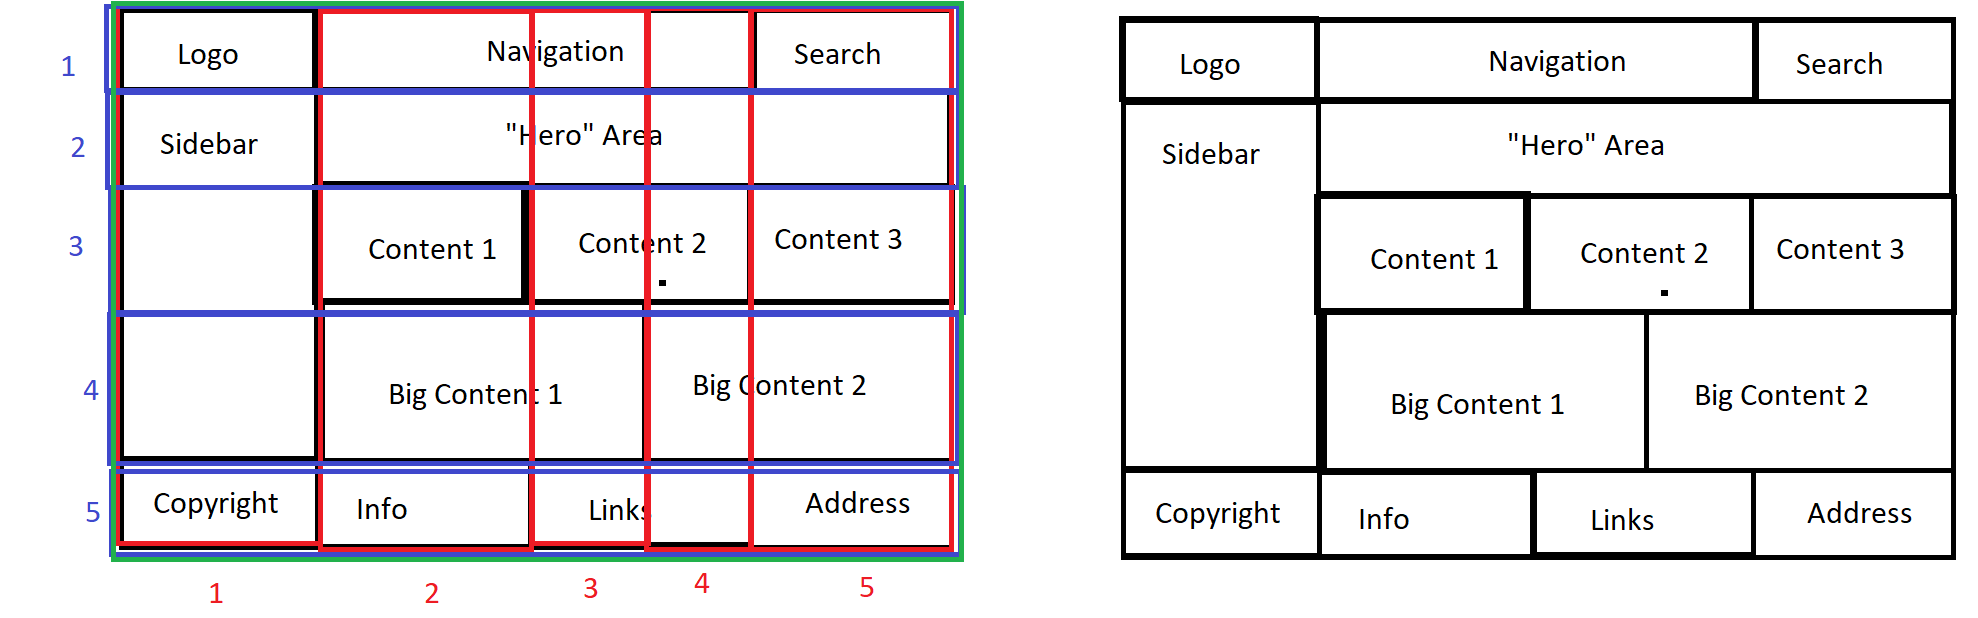 1
Logo
Navigation
Search
2
Sidebar
"Hero" Area
3
Content 1
Content 2
Content 3
4
Big Content 1
Big Content 2
5
Copyright
Info
Links
Address
1
2
3
4
5
Logo
Navigation
Search
Sidebar
"Hero" Area
Content 1
Content 2
Content 3
Big Content 1
Big Content 2
Copyright
Info
Links
Address